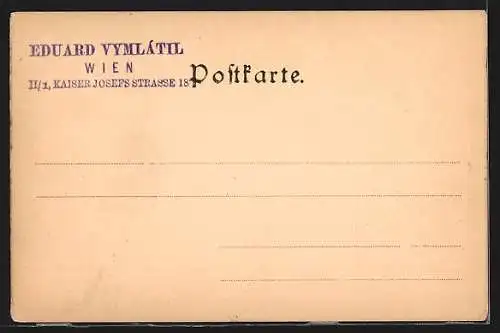 EDUARD VYMLÁTIL
WIEN
II/1, KAISER JOSEFS STRASSE 18
Poſtkarte.